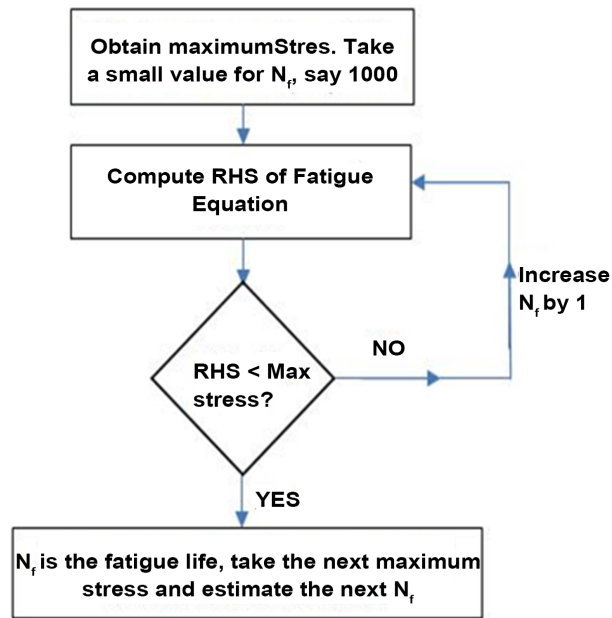 Obtain maximumStres. Take
a small value for Nf, say 1000
Compute RHS of Fatigue
Equation
Increase
Nf by 1
NO
RHS < Max
stress?
YES
Nf is the fatigue life, take the next maximum
stress and estimate the next Nf